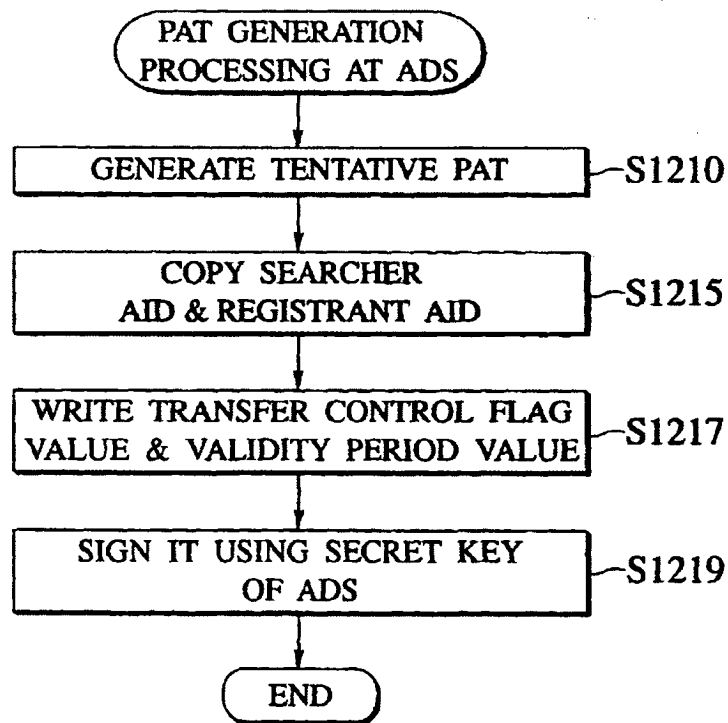 PAT GENERATION
PROCESSING AT ADS
GENERATE TENTATIVE PAT
S1210
COPY SEARCHER
AID & REGISTRANT AID
S1215
WRITE TRANSFER CONTROL FLAG
VALUE & VALIDITY PERIOD VALUE
S1217
SIGN IT USING SECRET KEY
OF ADS
S1219
END